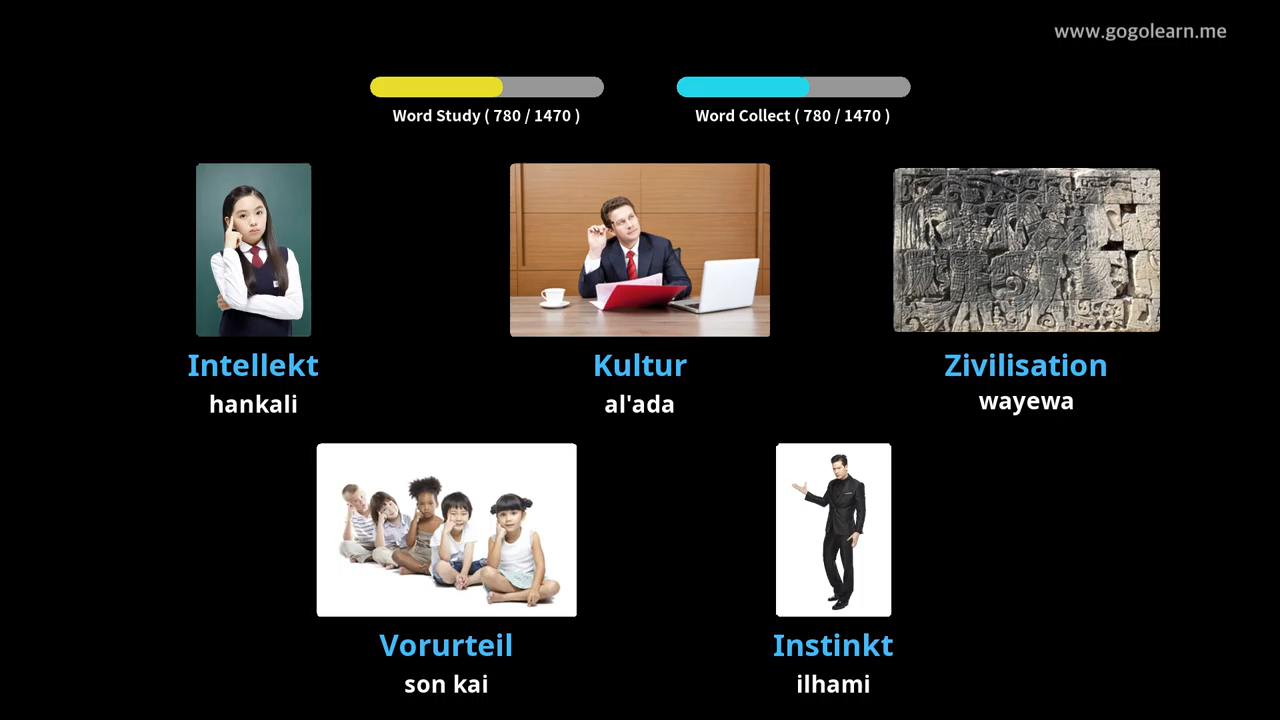 www.gogolearn.me
Word Study ( 780 / 1470 )
Word Collect ( 780 / 1470 )
Intellekt
hankali
Kultur
al'ada
Zivilisation
wayewa
Vorurteil
son kai
Instinkt
ilhami